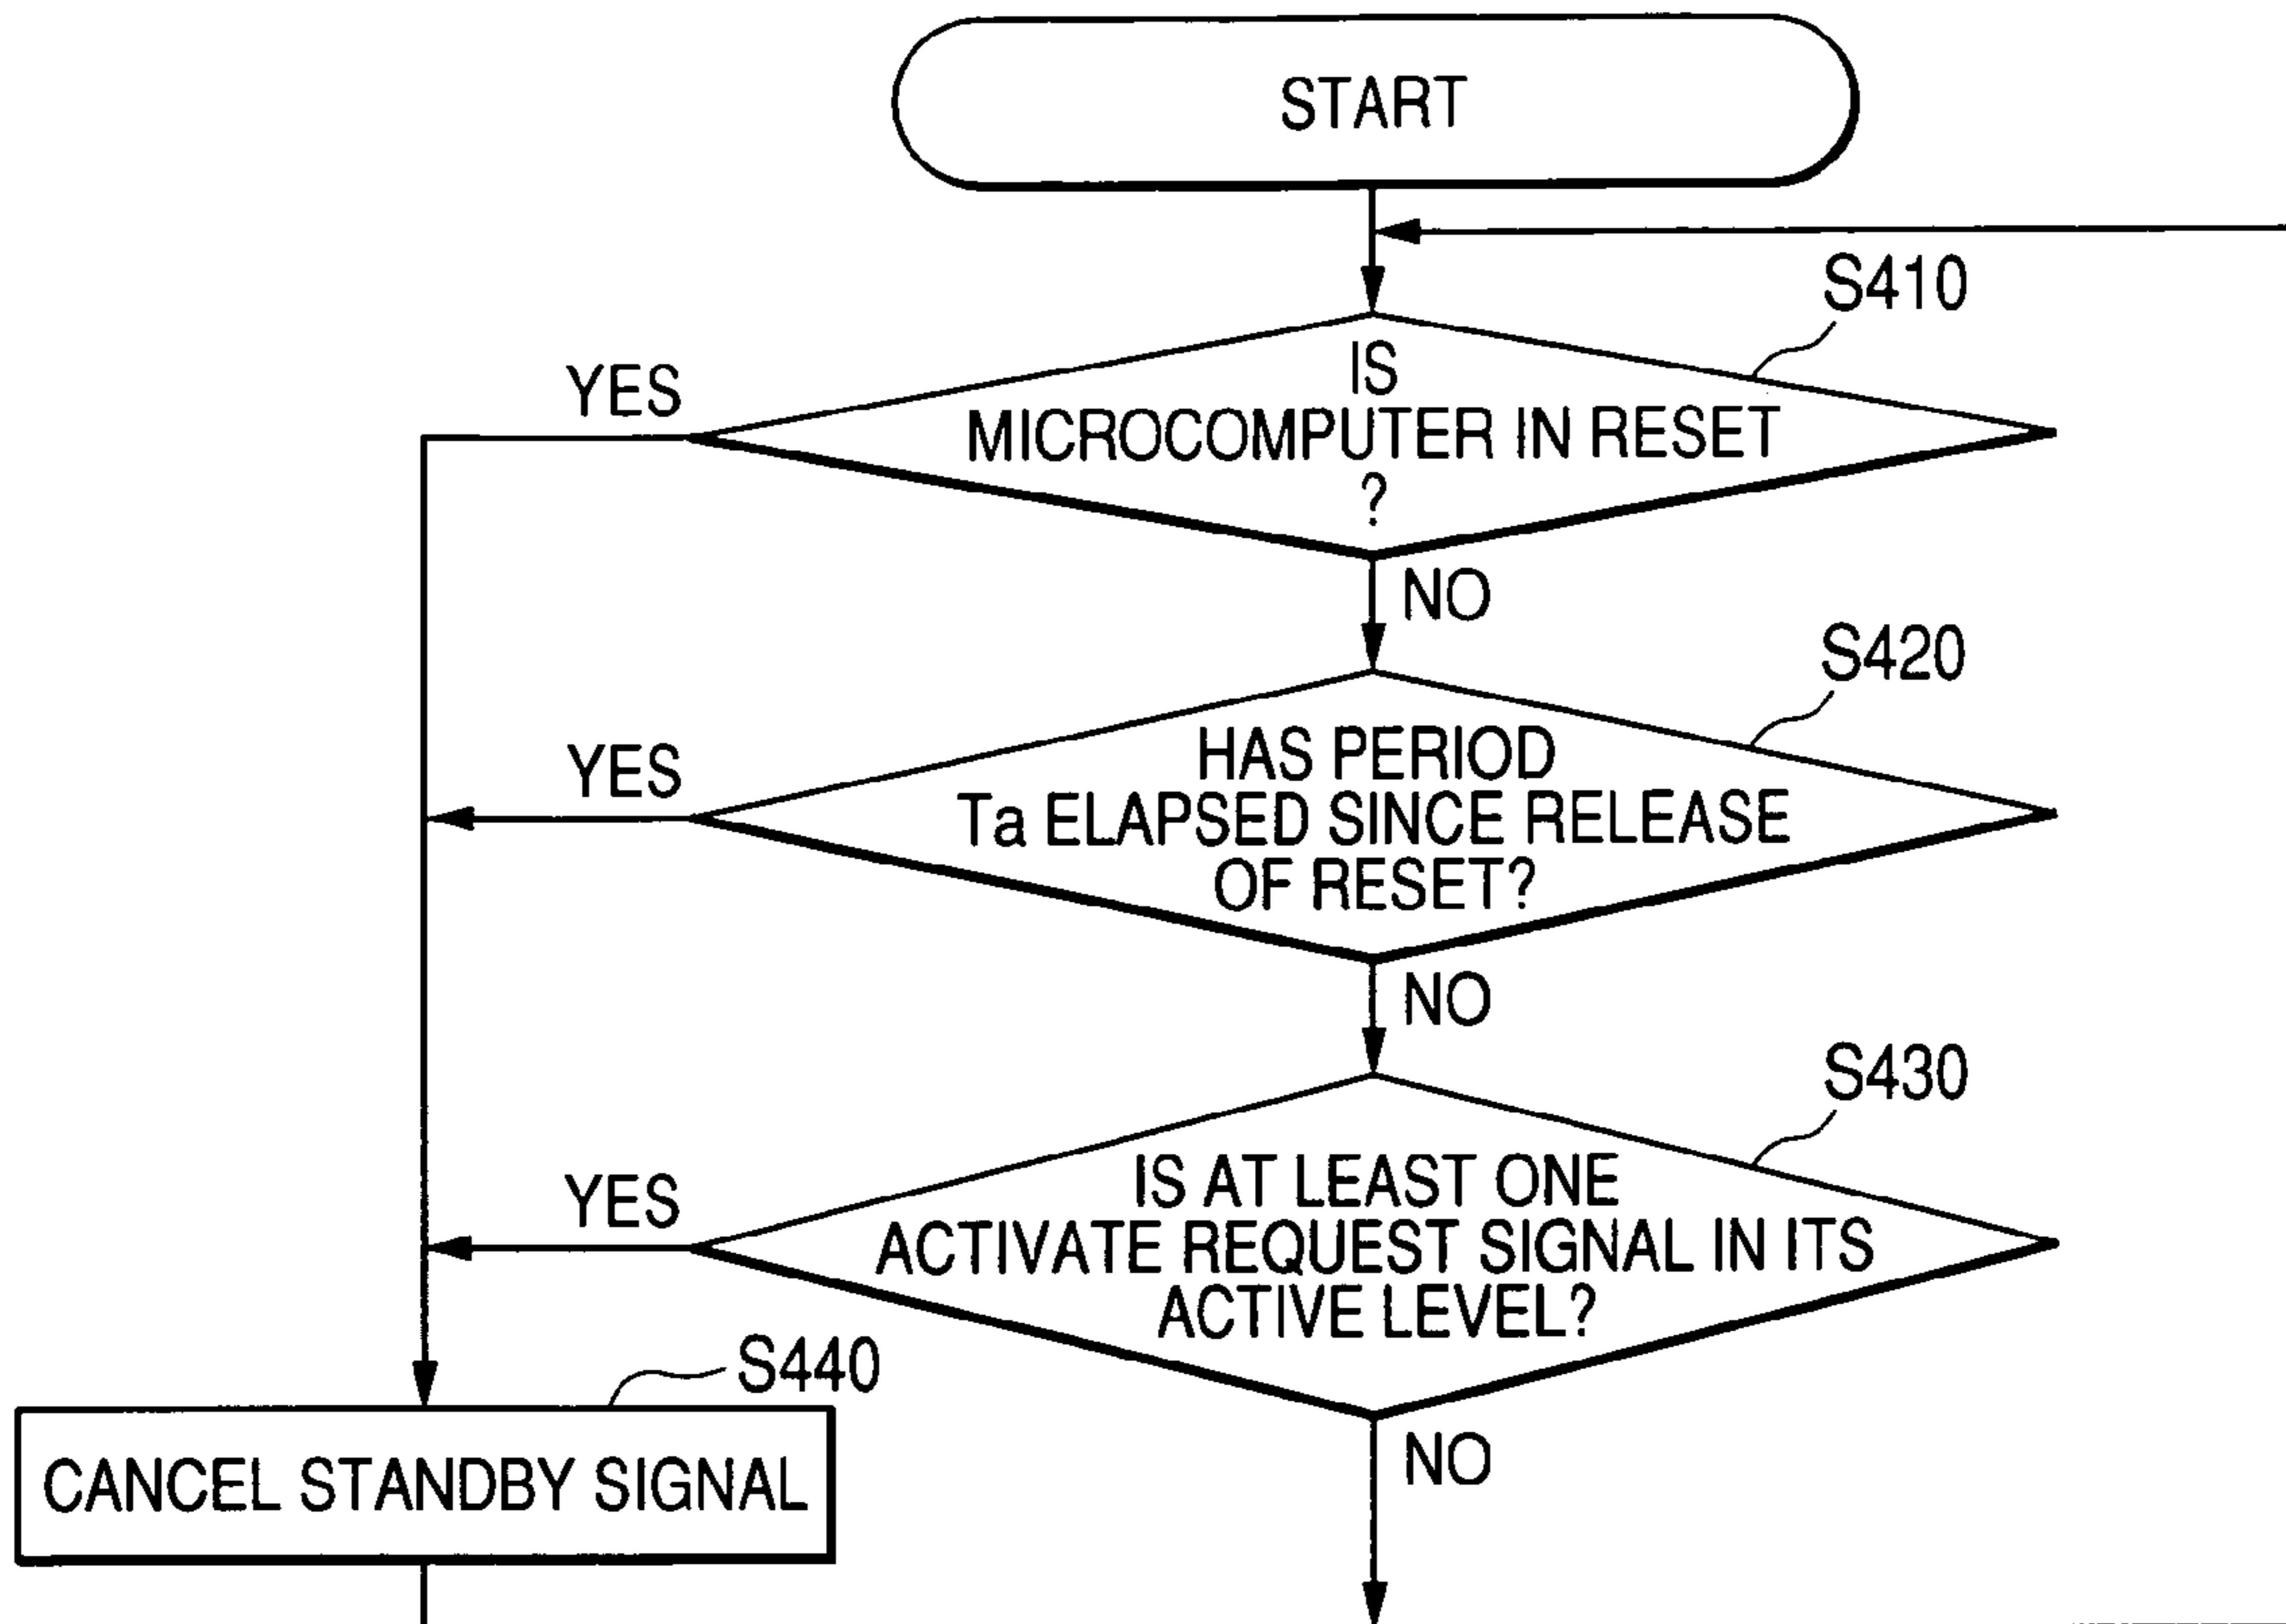 START
S410
YES
IS
MICROCOMPUTER IN RESET
?
NO
S420
YES
HAS PERIOD
Ta ELAPSED SINCE RELEASE
OF RESET?
NO
S430
YES
IS AT LEAST ONE
ACTIVATE REQUEST SIGNAL IN ITS
ACTIVE LEVEL?
S440
CANCEL STANDBY SIGNAL
NO